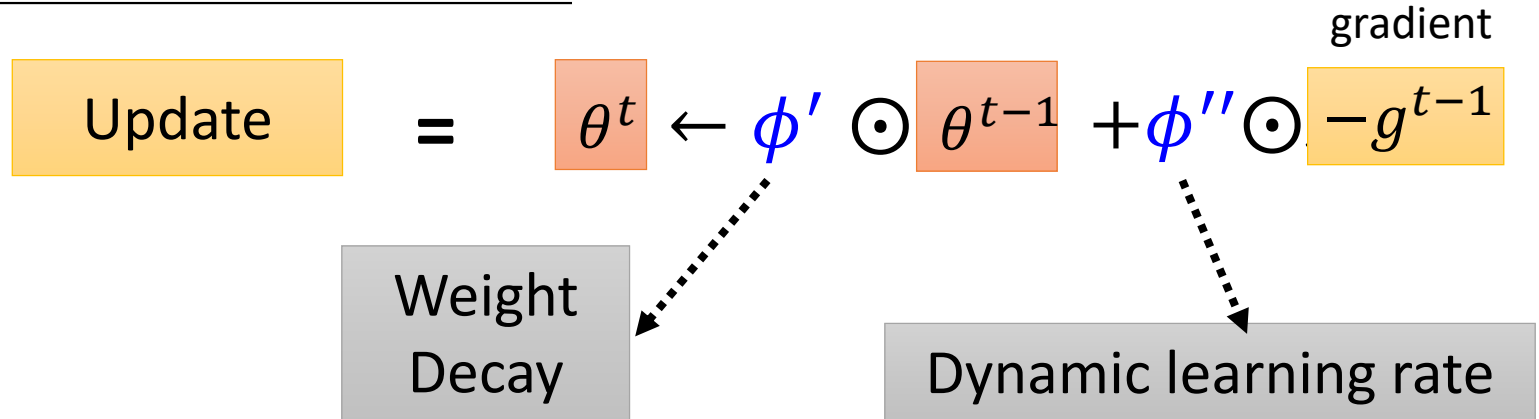 gradient
Update = θ^t ← ϕ′ ⊙ θ^{t−1} +ϕ′′⊙ −g^{t−1}
Weight
Decay
Dynamic learning rate